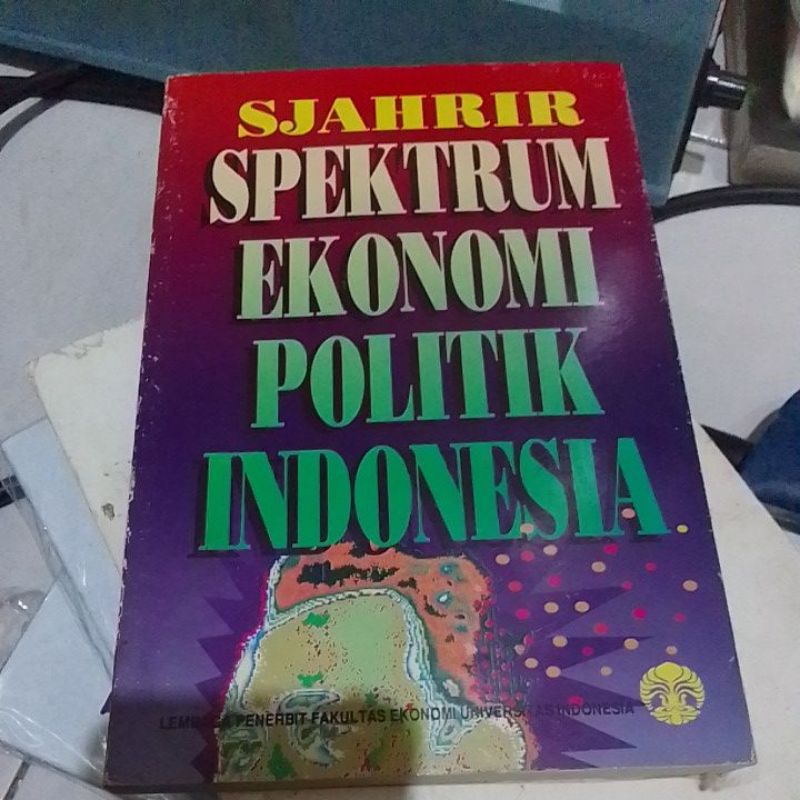 SJAHRIR
SPEKTRUM
EKONOMI
POLITIK
INDONESIA
LEMBAGA PENERBIT FAKULTAS EKONOMI UNIVERSITAS INDONESIA